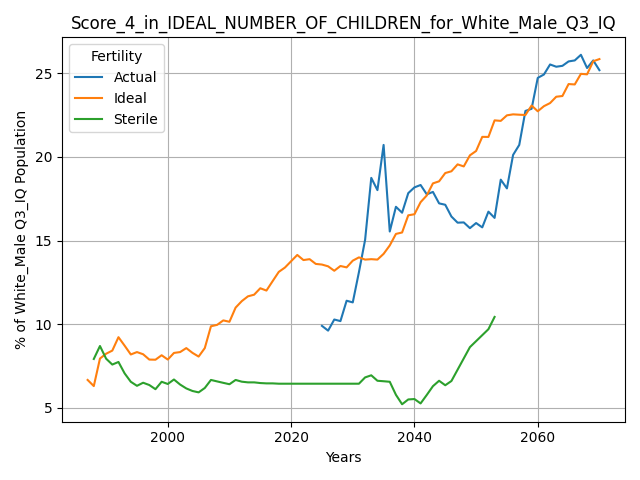 Score_4_in_IDEAL_NUMBER_OF_CHILDREN_for_White_Male_Q3_IQ
Fertility
Actual
Ideal
Sterile
% of White_Male Q3_IQ Population
25
20
15
10
5
2000
2020
2040
2060
Years